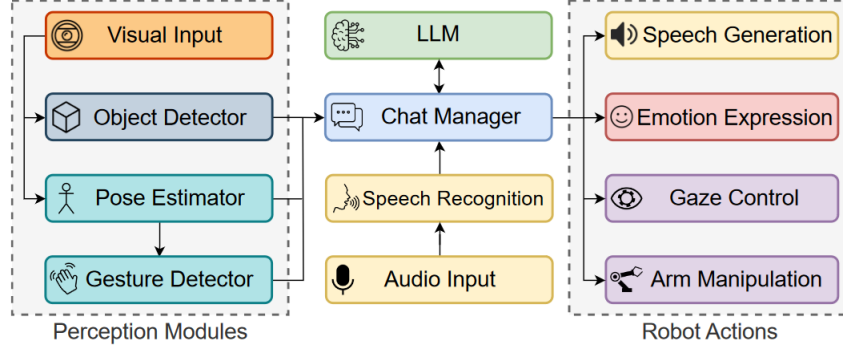 Visual Input
Object Detector
Pose Estimator
Gesture Detector
Perception Modules
LLM
Chat Manager
Speech Recognition
Audio Input
Speech Generation
Emotion Expression
Gaze Control
Arm Manipulation
Robot Actions